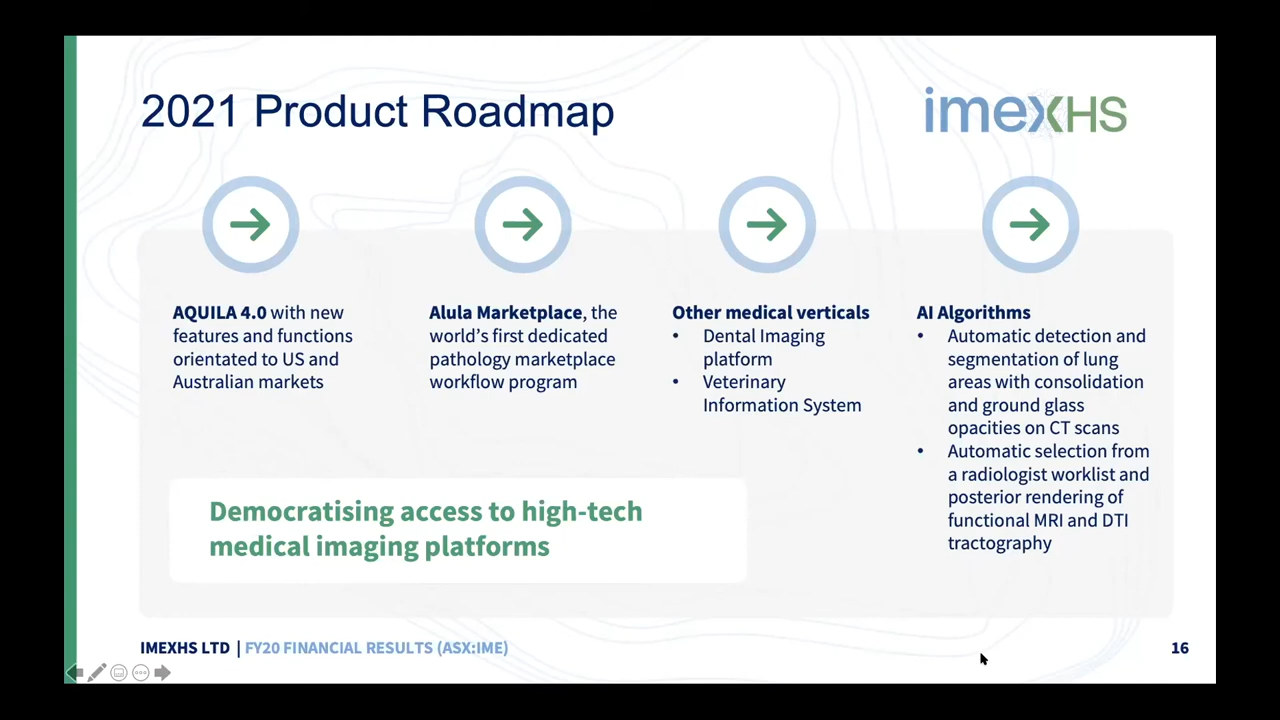 2021 Product Roadmap
imexHS
AQUILA 4.0 with new
features and functions
orientated to US and
Australian markets
Alula Marketplace, the
world's first dedicated
pathology marketplace
workflow program
Other medical verticals
• Dental Imaging
platform
• Veterinary
Information System
AI Algorithms
• Automatic detection and
segmentation of lung
areas with consolidation
and ground glass
opacities on CT scans
• Automatic selection from
a radiologist worklist and
posterior rendering of
functional MRI and DTI
tractography
Democratising access to high-tech
medical imaging platforms
IMEXHS LTD | FY20 FINANCIAL RESULTS (ASX:IME)
16